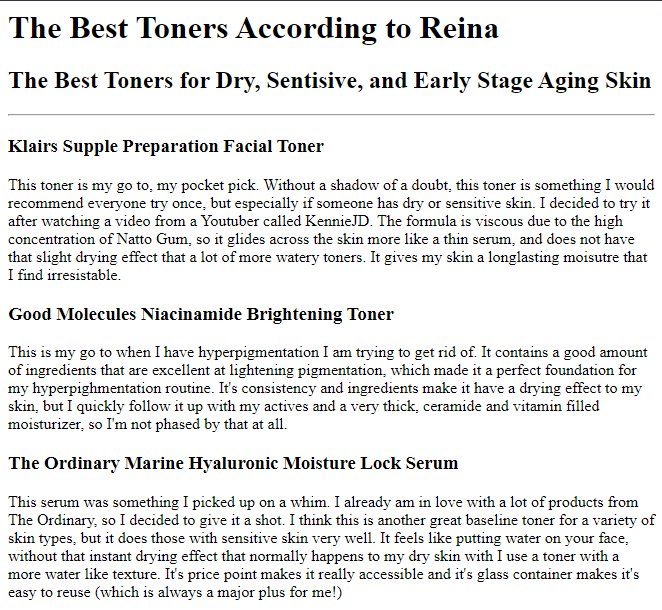 The Best Toners According to Reina
The Best Toners for Dry, Sentisive, and Early Stage Aging Skin
Klairs Supple Preparation Facial Toner
This toner is my go to, my pocket pick. Without a shadow of a doubt, this toner is something I would
recommend everyone try once, but especially if someone has dry or sensitive skin. I decided to try it
after watching a video from a Youtuber called KennieJD. The formula is viscous due to the high
concentration of Natto Gum, so it glides across the skin more like a thin serum, and does not have
that slight drying effect that a lot of more watery toners. It gives my skin a longlasting moisutre that
I find irresistable.
Good Molecules Niacinamide Brightening Toner
This is my go to when I have hyperpigmentation I am trying to get rid of. It contains a good amount
of ingredients that are excellent at lightening pigmentation, which made it a perfect foundation for
my hyperpighmentation routine. It's consistency and ingredients make it have a drying effect to my
skin, but I quickly follow it up with my actives and a very thick, ceramide and vitamin filled
moisturizer, so I'm not phased by that at all.
The Ordinary Marine Hyaluronic Moisture Lock Serum
This serum was something I picked up on a whim. I already am in love with a lot of products from
The Ordinary, so I decided to give it a shot. I think this is another great baseline toner for a variety of
skin types, but it does those with sensitive skin very well. It feels like putting water on your face,
without that instant drying effect that normally happens to my dry skin with I use a toner with a
more water like texture. It's price point makes it really accessible and it's glass container makes it's
easy to reuse (which is always a major plus for me!)